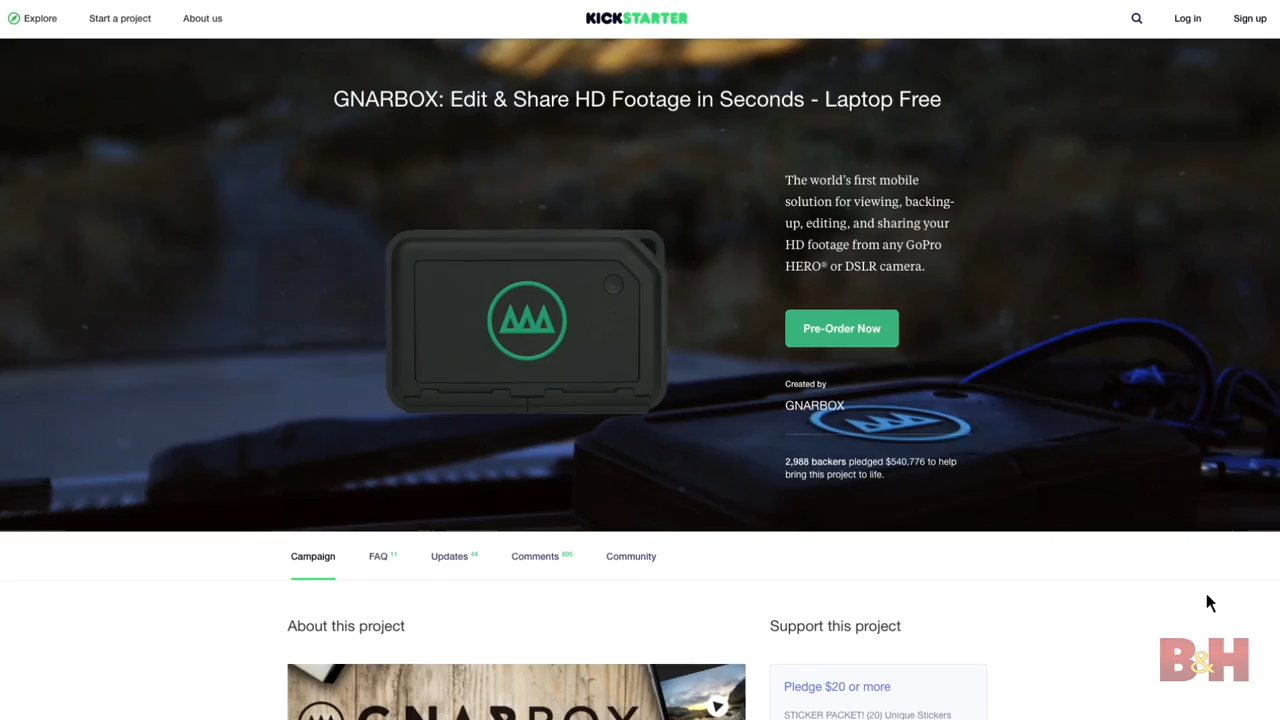 Explore
Start a project
About us
KICKSTARTER
Log in
Sign up
GNARBOX: Edit & Share HD Footage in Seconds - Laptop Free
The world's first mobile
solution for viewing, backing-
up, editing, and sharing your
HD footage from any GoPro
HERO® or DSLR camera.
Pre-Order Now
Created by
GNARBOX
2,988 backers pledged $540,776 to help
bring this project to life.
Campaign
FAQ 11
Updates 44
Comments 895
Community
About this project
Support this project
GNARBOX
Pledge $20 or more
STICKER PACKET! (20) Unique Stickers
B&H